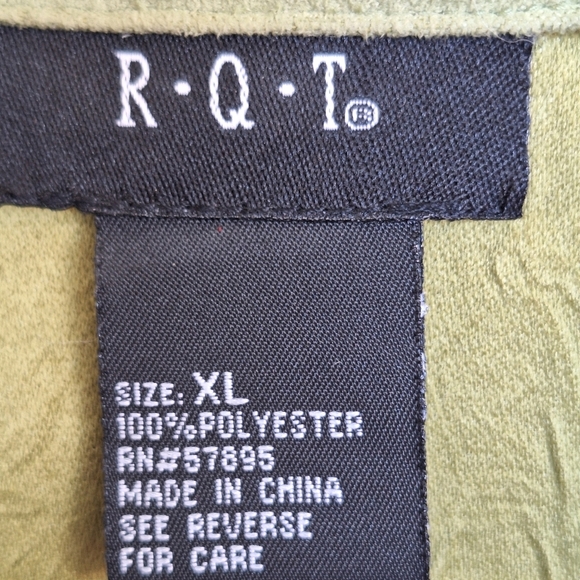 R·Q·T®
SIZE: XL
100%POLYESTER
RN#57895
MADE IN CHINA
SEE REVERSE
FOR CARE